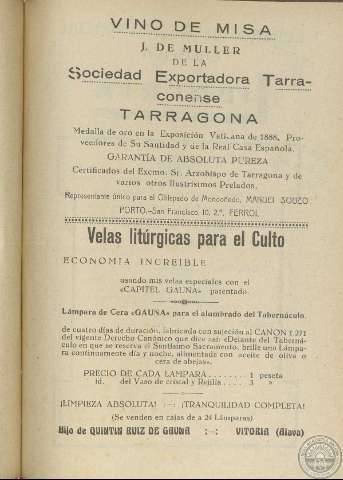 VINO DE MISA
J. DE MULLER
DE LA
Sociedad Exportadora Tarra-
conense
TARRAGONA
Medalla de oro en la Exposición Vaticana de 1888, Pro-
veedores de Su Santidad y de la Real Casa Española.
GARANTÍA DE ABSOLUTA PUREZA
Certificados del Excmo. Sr. Arzobispo de Tarragona y de
varios otros Ilustrísimos Prelados.
Representante único para el Obispado de Mondoñedo, MANUEL SOUTO
PORTO.-San Francisco 10, 2.º, FERROL
Velas litúrgicas para el Culto
ECONOMIA INCREIBLE
usando mis velas especiales con el
«CAPITEL GAUNA» patentado.
Lámpara de Cera «GAUNA» para el alumbrado del Tabernáculo.
de cuatro días de duración, fabricada con sujeción al CANON 1.271
del vigente Derecho Canónico que dice así: «Delante del Taberná-
culo en que se reserva el Santísimo Sacramento, brille una Lámpa-
ra continuamente día y noche, alimentada con aceite de oliva o
cera de abejas».
PRECIO DE CADA LAMPARA . . . . . . . 1 peseta
id. del Vaso de cristal y Rejilla . . . . 3 »
¡LIMPIEZA ABSOLUTA! :-: ¡TRANQUILIDAD COMPLETA!
(Se venden en cajas de a 24 Lámparas)
Hijo de QUINTIN RUIZ DE GAUNA :-: VITORIA (Alava)